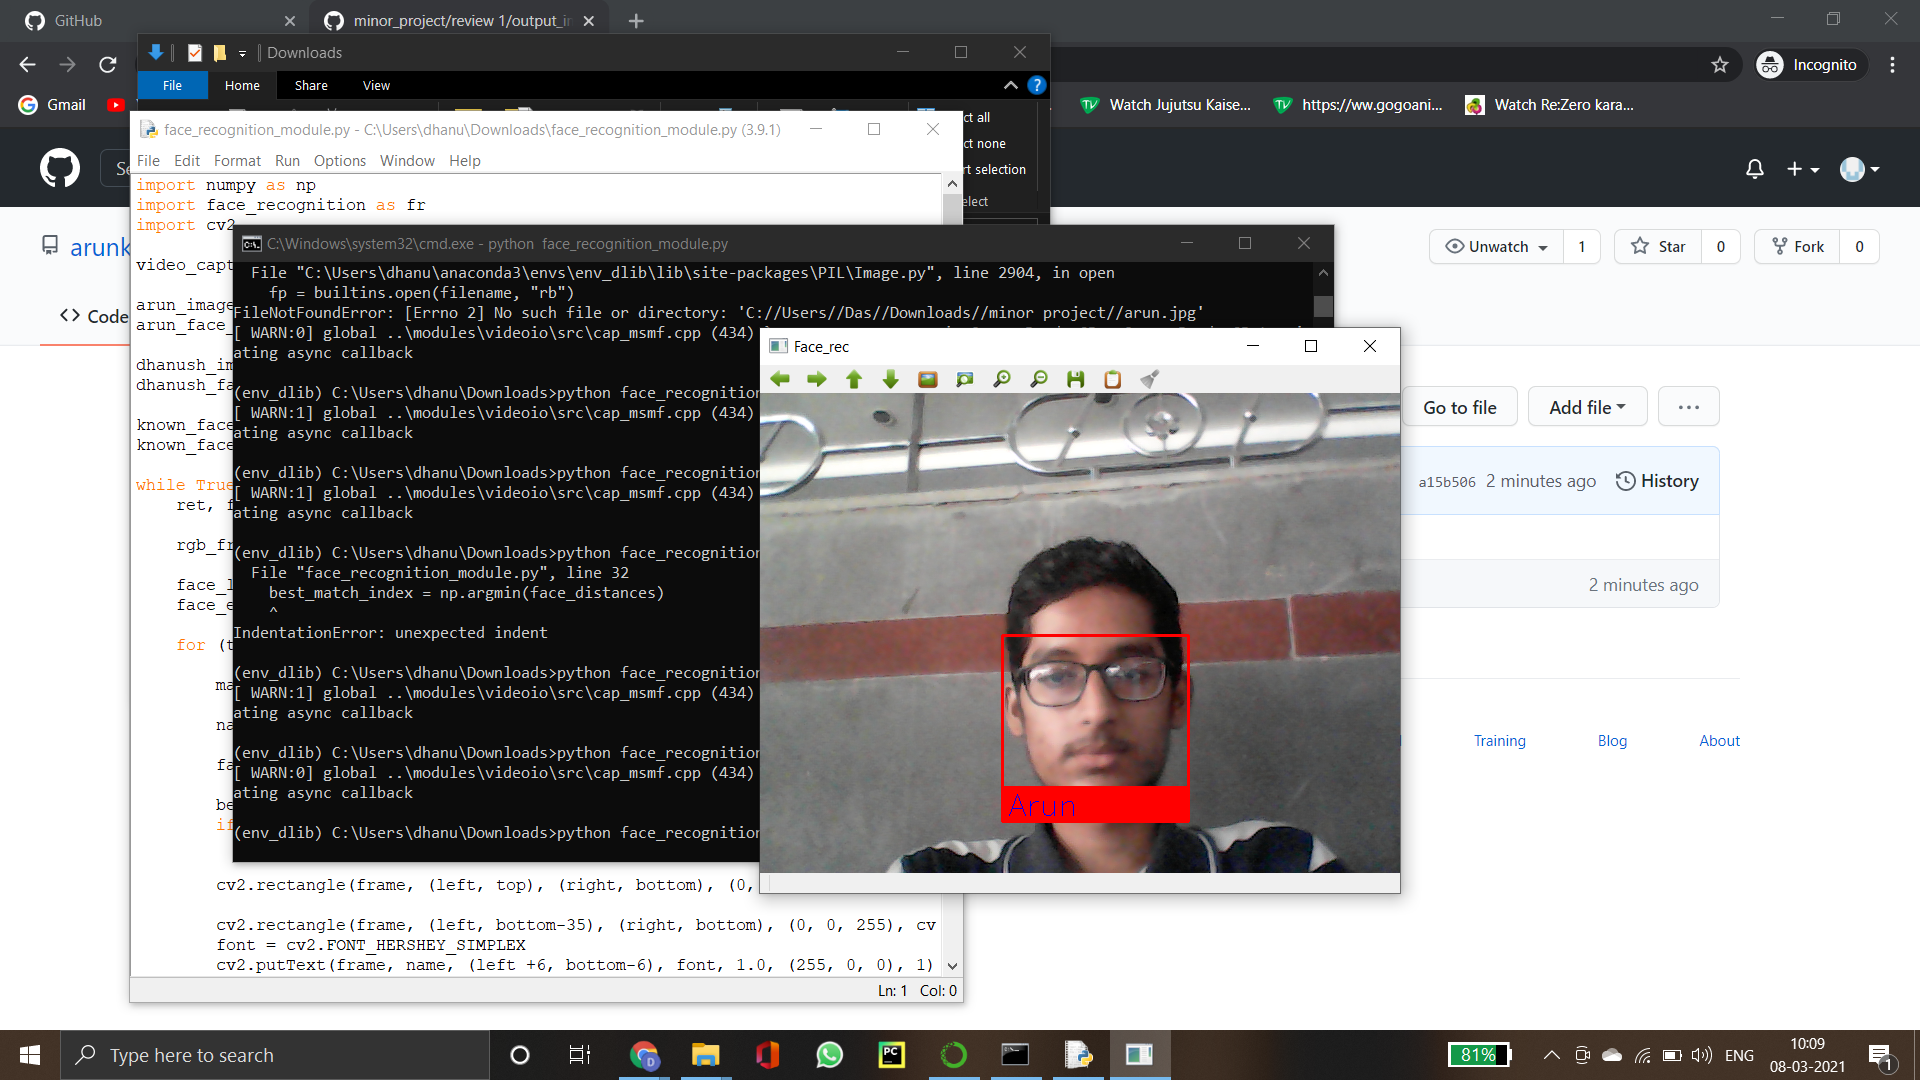 GitHub
minor_project/review 1/output_in
Downloads
Incognito
File
Home
Share
View
Gmail
Watch Jujutsu Kaise...
https://ww.gogoani...
Watch Re:Zero kara...
ct all
ct none
rt selection
elect
face_recognition_module.py - C:\Users\dhanu\Downloads\face_recognition_module.py (3.9.1)
File Edit Format Run Options Window Help
import numpy as np
import face_recognition as fr
import cv2
video_capt
arun_image
arun_face_
dhanush_im
dhanush_fa
known_face
known_face
while True
ret, f
rgb_fr
face_l
face_e
for (t
ma
na
fa
be
if
cv2.rectangle(frame, (left, top), (right, bottom), (0,
cv2.rectangle(frame, (left, bottom-35), (right, bottom), (0, 0, 255), cv
font = cv2.FONT_HERSHEY_SIMPLEX
cv2.putText(frame, name, (left +6, bottom-6), font, 1.0, (255, 0, 0), 1)
Ln: 1 Col: 0
C:\Windows\system32\cmd.exe - python face_recognition_module.py
File "C:\Users\dhanu\anaconda3\envs\env_dlib\lib\site-packages\PIL\Image.py", line 2904, in open
fp = builtins.open(filename, "rb")
FileNotFoundError: [Errno 2] No such file or directory: 'C://Users//Das//Downloads//minor project//arun.jpg'
[ WARN:0] global ..\modules\videoio\src\cap_msmf.cpp (434)
ating async callback
(env_dlib) C:\Users\dhanu\Downloads>python face_recognition
[ WARN:1] global ..\modules\videoio\src\cap_msmf.cpp (434)
ating async callback
(env_dlib) C:\Users\dhanu\Downloads>python face_recognition
[ WARN:1] global ..\modules\videoio\src\cap_msmf.cpp (434)
ating async callback
(env_dlib) C:\Users\dhanu\Downloads>python face_recognition
File "face_recognition_module.py", line 32
best_match_index = np.argmin(face_distances)
^
IndentationError: unexpected indent
(env_dlib) C:\Users\dhanu\Downloads>python face_recognition
[ WARN:1] global ..\modules\videoio\src\cap_msmf.cpp (434)
ating async callback
(env_dlib) C:\Users\dhanu\Downloads>python face_recognition
[ WARN:0] global ..\modules\videoio\src\cap_msmf.cpp (434)
ating async callback
(env_dlib) C:\Users\dhanu\Downloads>python face_recognition
Face_rec
Arun
Se
arunk
Code
Unwatch 1
Star 0
Fork 0
Go to file
Add file
a15b506 2 minutes ago History
2 minutes ago
Training
Blog
About
Type here to search
81%
ENG
10:09
08-03-2021
1